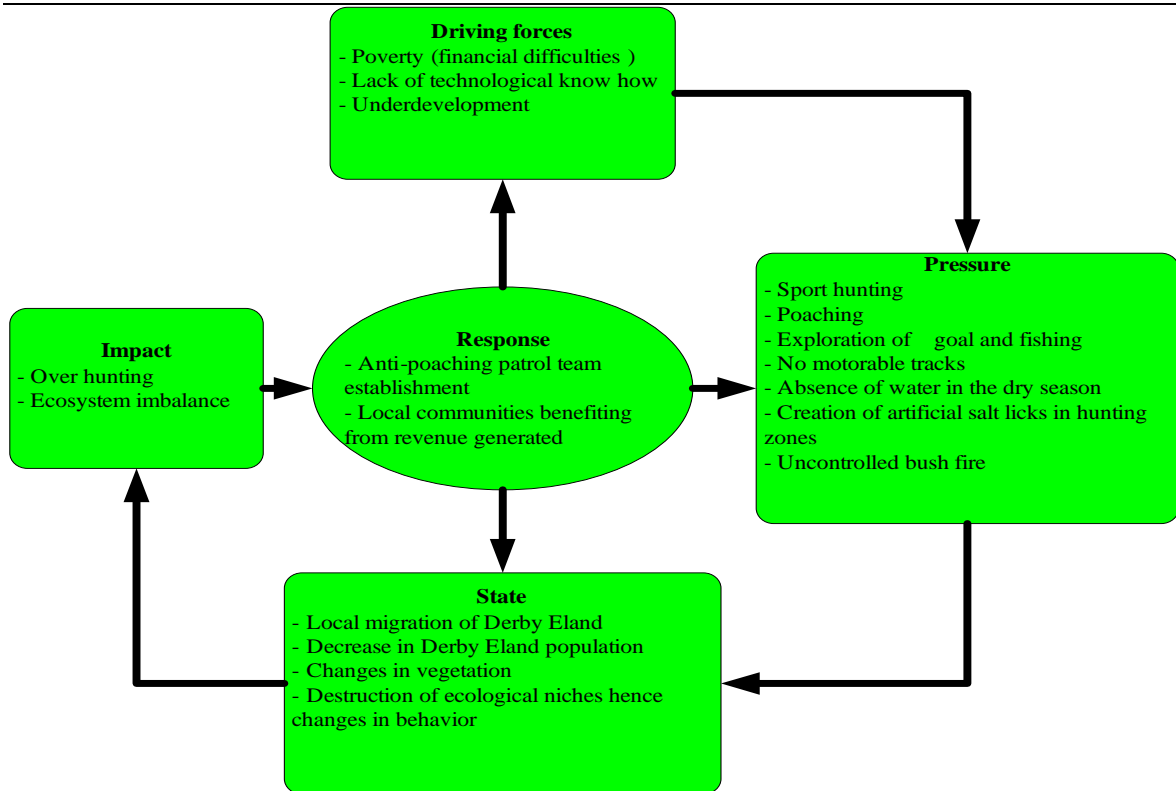 Driving forces
- Poverty (financial difficulties )
- Lack of technological know how
- Underdevelopment
Pressure
- Sport hunting
- Poaching
- Exploration of goal and fishing
- No motorable tracks
- Absence of water in the dry season
- Creation of artificial salt licks in hunting
zones
- Uncontrolled bush fire
Impact
- Over hunting
- Ecosystem imbalance
Response
- Anti-poaching patrol team
establishment
- Local communities benefiting
from revenue generated
State
- Local migration of Derby Eland
- Decrease in Derby Eland population
- Changes in vegetation
- Destruction of ecological niches hence
changes in behavior